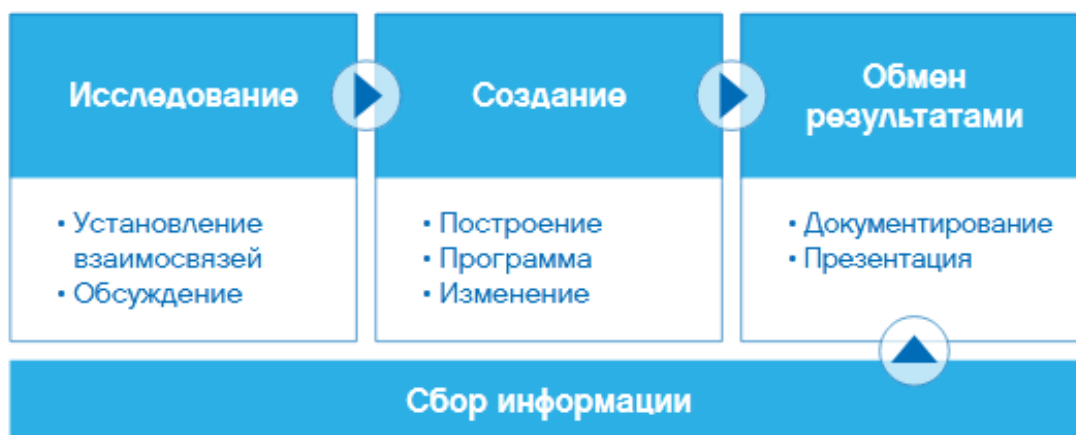 Исследование
Создание
Обмен
результатами
• Установление
взаимосвязей
• Обсуждение
• Построение
• Программа
• Изменение
• Документирование
• Презентация
Сбор информации